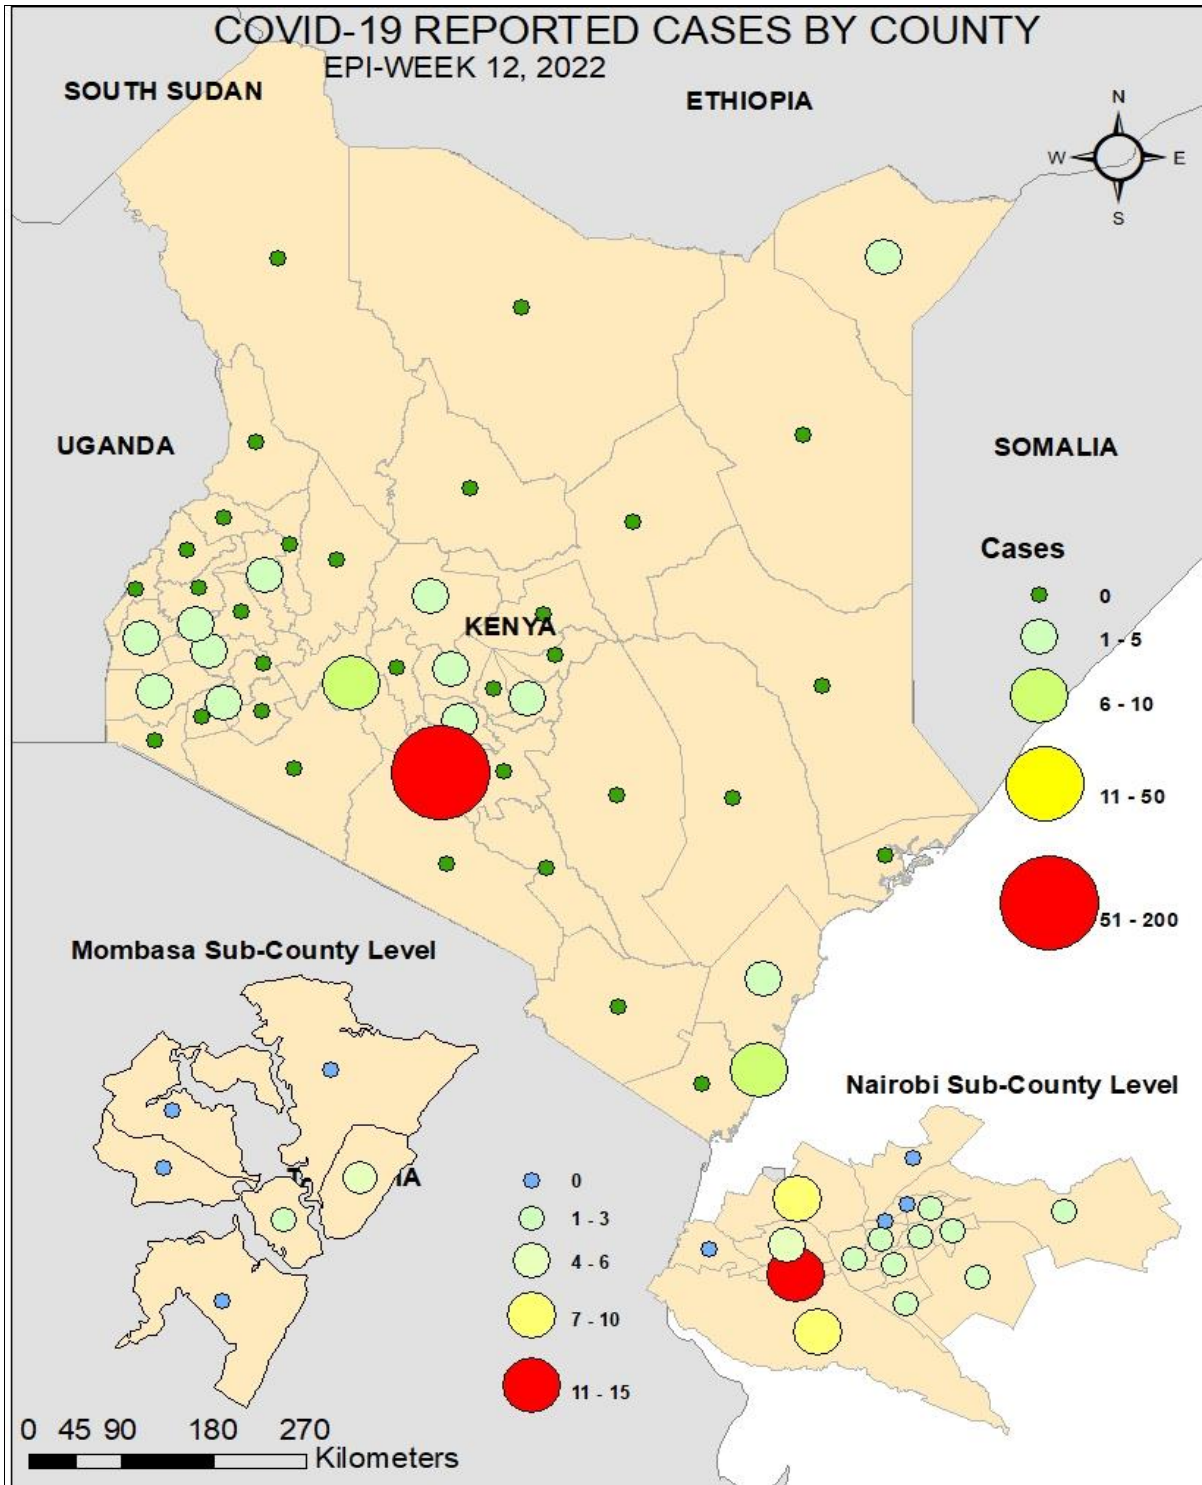 COVID-19 REPORTED CASES BY COUNTY
EPI-WEEK 12, 2022
SOUTH SUDAN
ETHIOPIA
N
W E
S
UGANDA
SOMALIA
KENYA
Cases
0
1 - 5
6 - 10
11 - 50
51 - 200
Mombasa Sub-County Level
Nairobi Sub-County Level
0
1 - 3
4 - 6
7 - 10
11 - 15
0 45 90 180 270
Kilometers